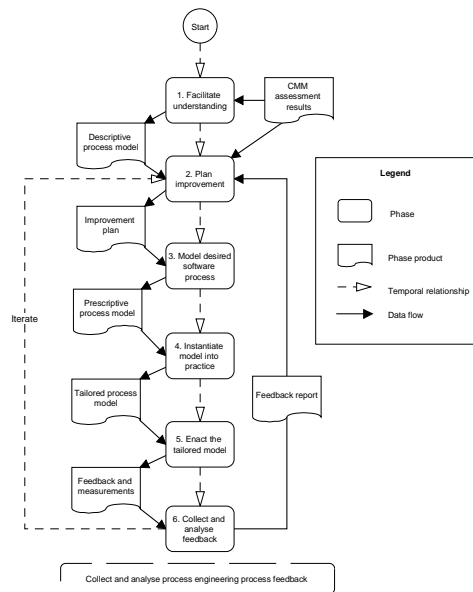 Start
1. Facilitate
understanding
CMM
assessment
results
Descriptive
process model
2. Plan
improvement
Improvement
plan
3. Model desired
software
process
Prescriptive
process model
Iterate
4. Instantiate
model into
practice
Tailored process
model
Feedback report
5. Enact the
tailored model
Feedback and
measurements
6. Collect and
analyse
feedback
Collect and analyse process engineering process feedback
Legend
Phase
Phase product
Temporal relationship
Data flow